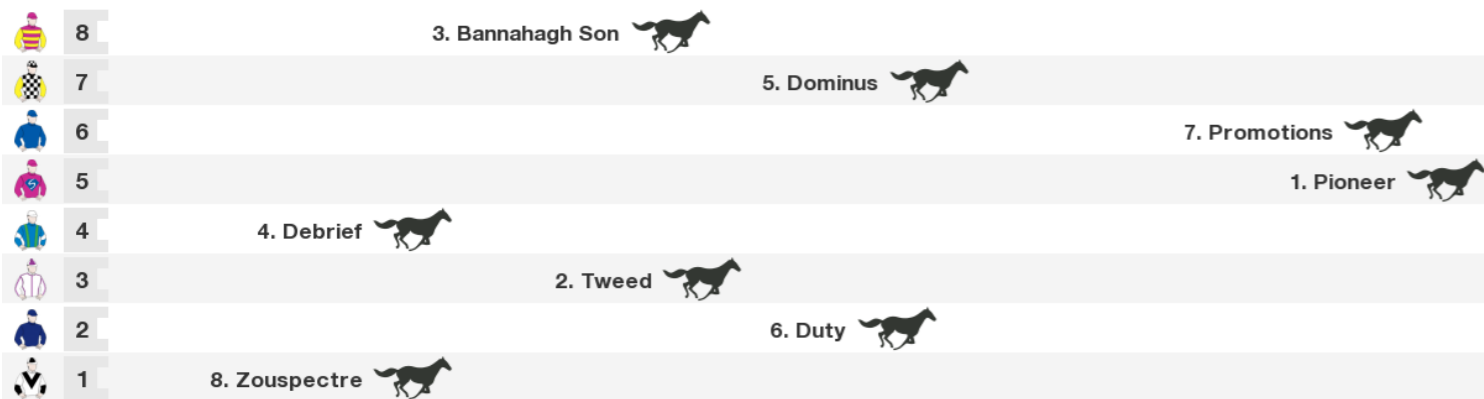 8 3. Bannahagh Son
7 5. Dominus
6 7. Promotions
5 1. Pioneer
4 4. Debrief
3 2. Tweed
2 6. Duty
1 8. Zouspectre